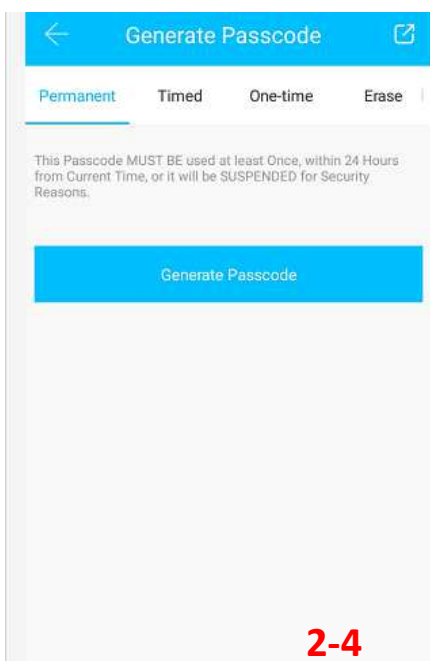 Generate Passcode
Permanent Timed One-time Erase
This Passcode MUST BE used at least Once, within 24 Hours
from Current Time, or it will be SUSPENDED for Security
Reasons.
Generate Passcode
2-4